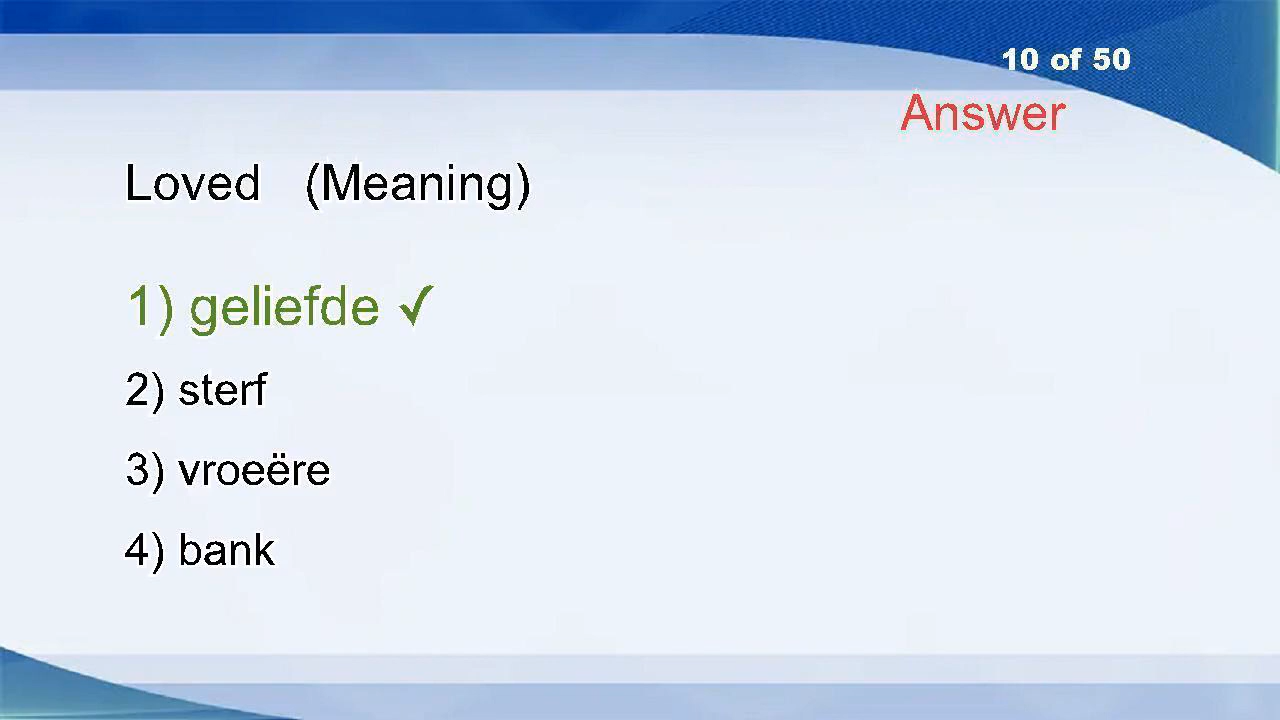 10 of 50
Answer
Loved (Meaning)
1) geliefde ✓
2) sterf
3) vroeëre
4) bank